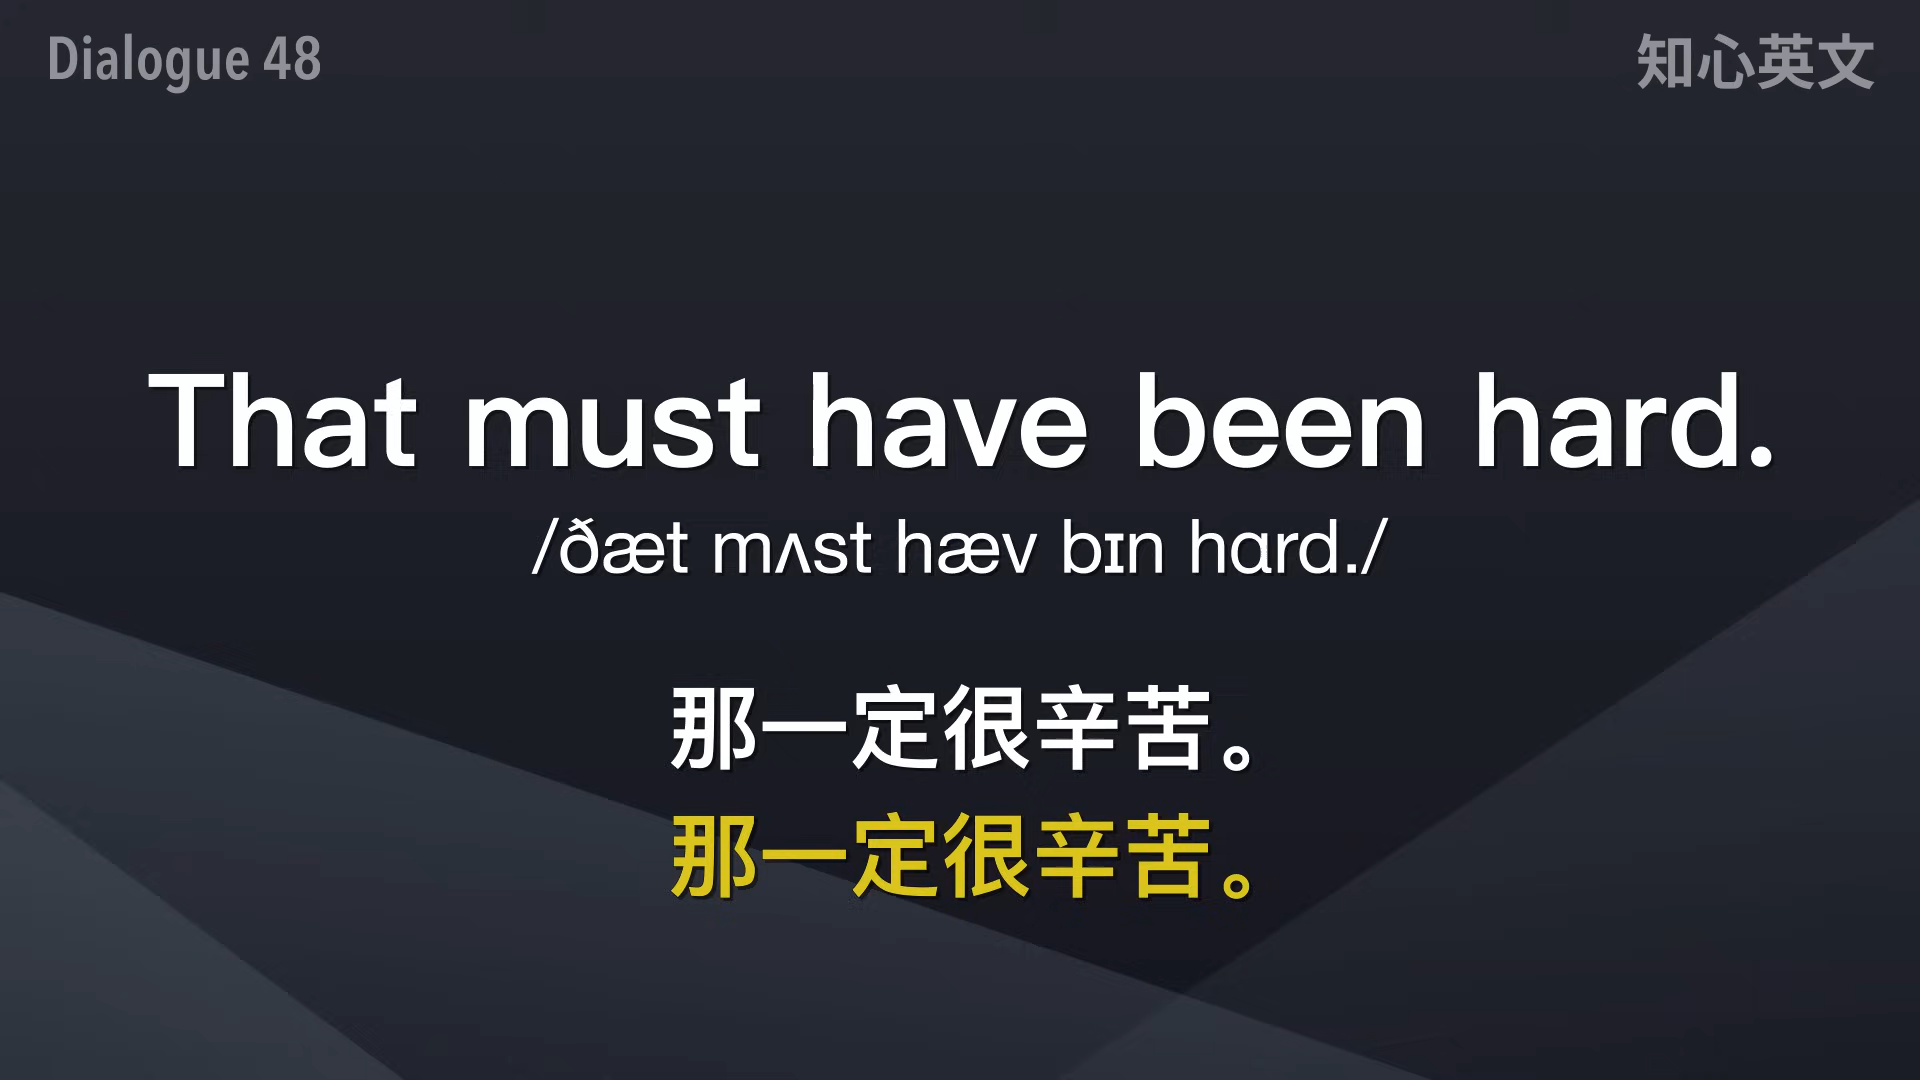 Dialogue 48
知心英文
That must have been hard.
/ðæt mʌst hæv bɪn hɑrd./
那一定很辛苦。
那一定很辛苦。